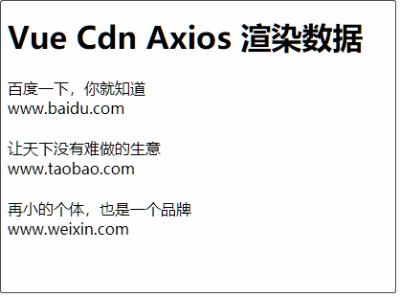 Vue Cdn Axios 渲染数据
百度一下，你就知道
www.baidu.com
让天下没有难做的生意
www.taobao.com
再小的个体，也是一个品牌
www.weixin.com